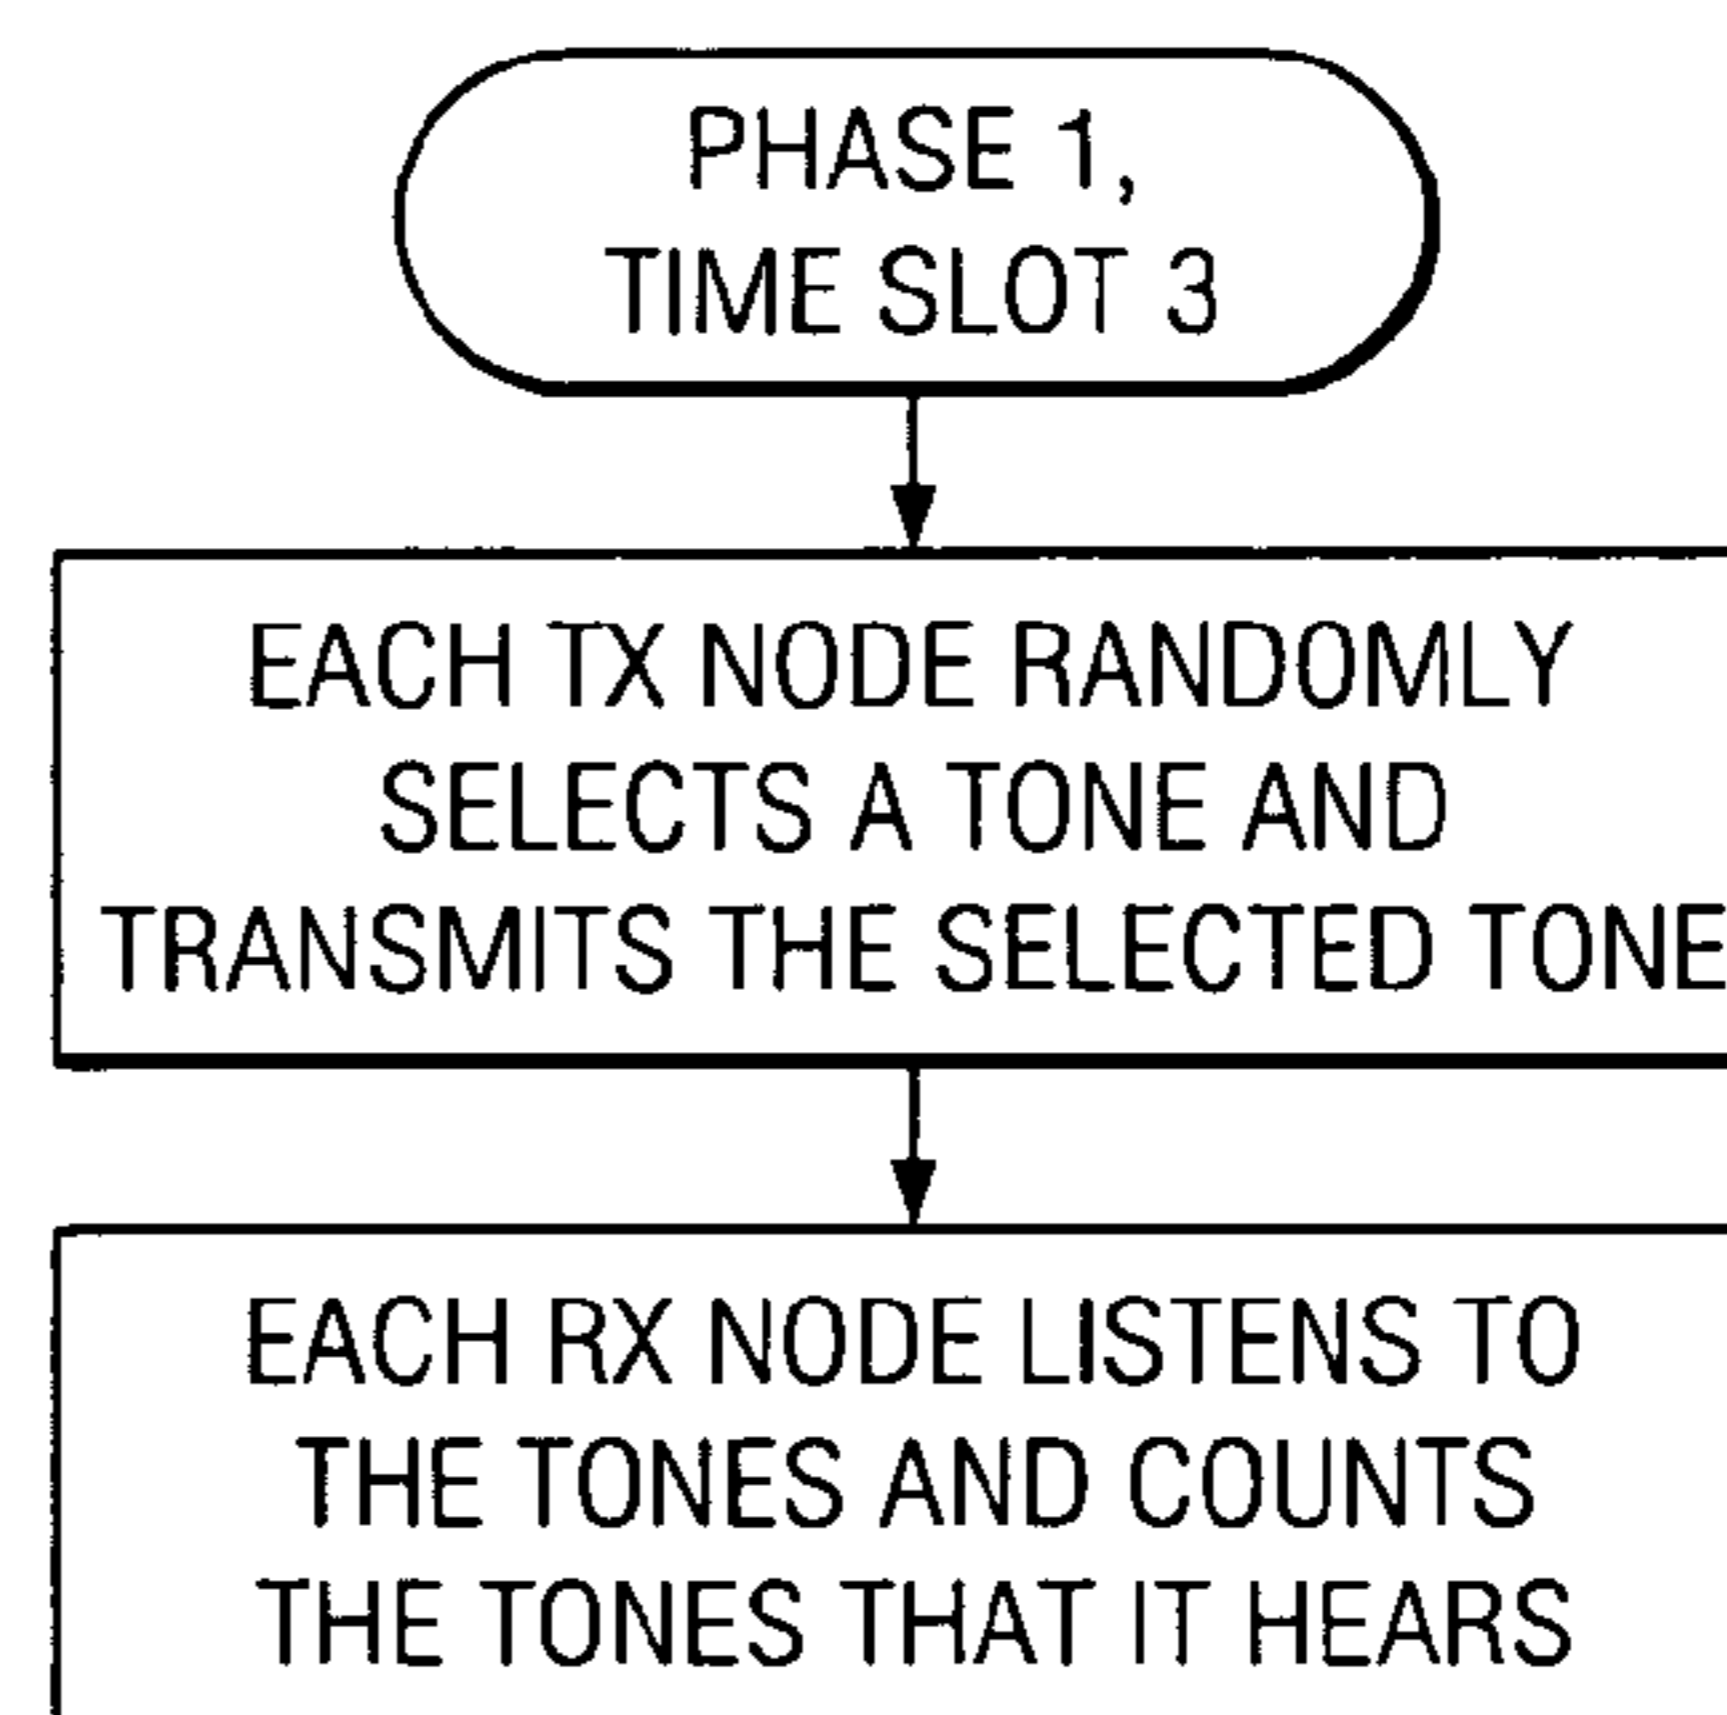 PHASE 1,
TIME SLOT 3
EACH TX NODE RANDOMLY
SELECTS A TONE AND
TRANSMITS THE SELECTED TONE
EACH RX NODE LISTENS TO
THE TONES AND COUNTS
THE TONES THAT IT HEARS